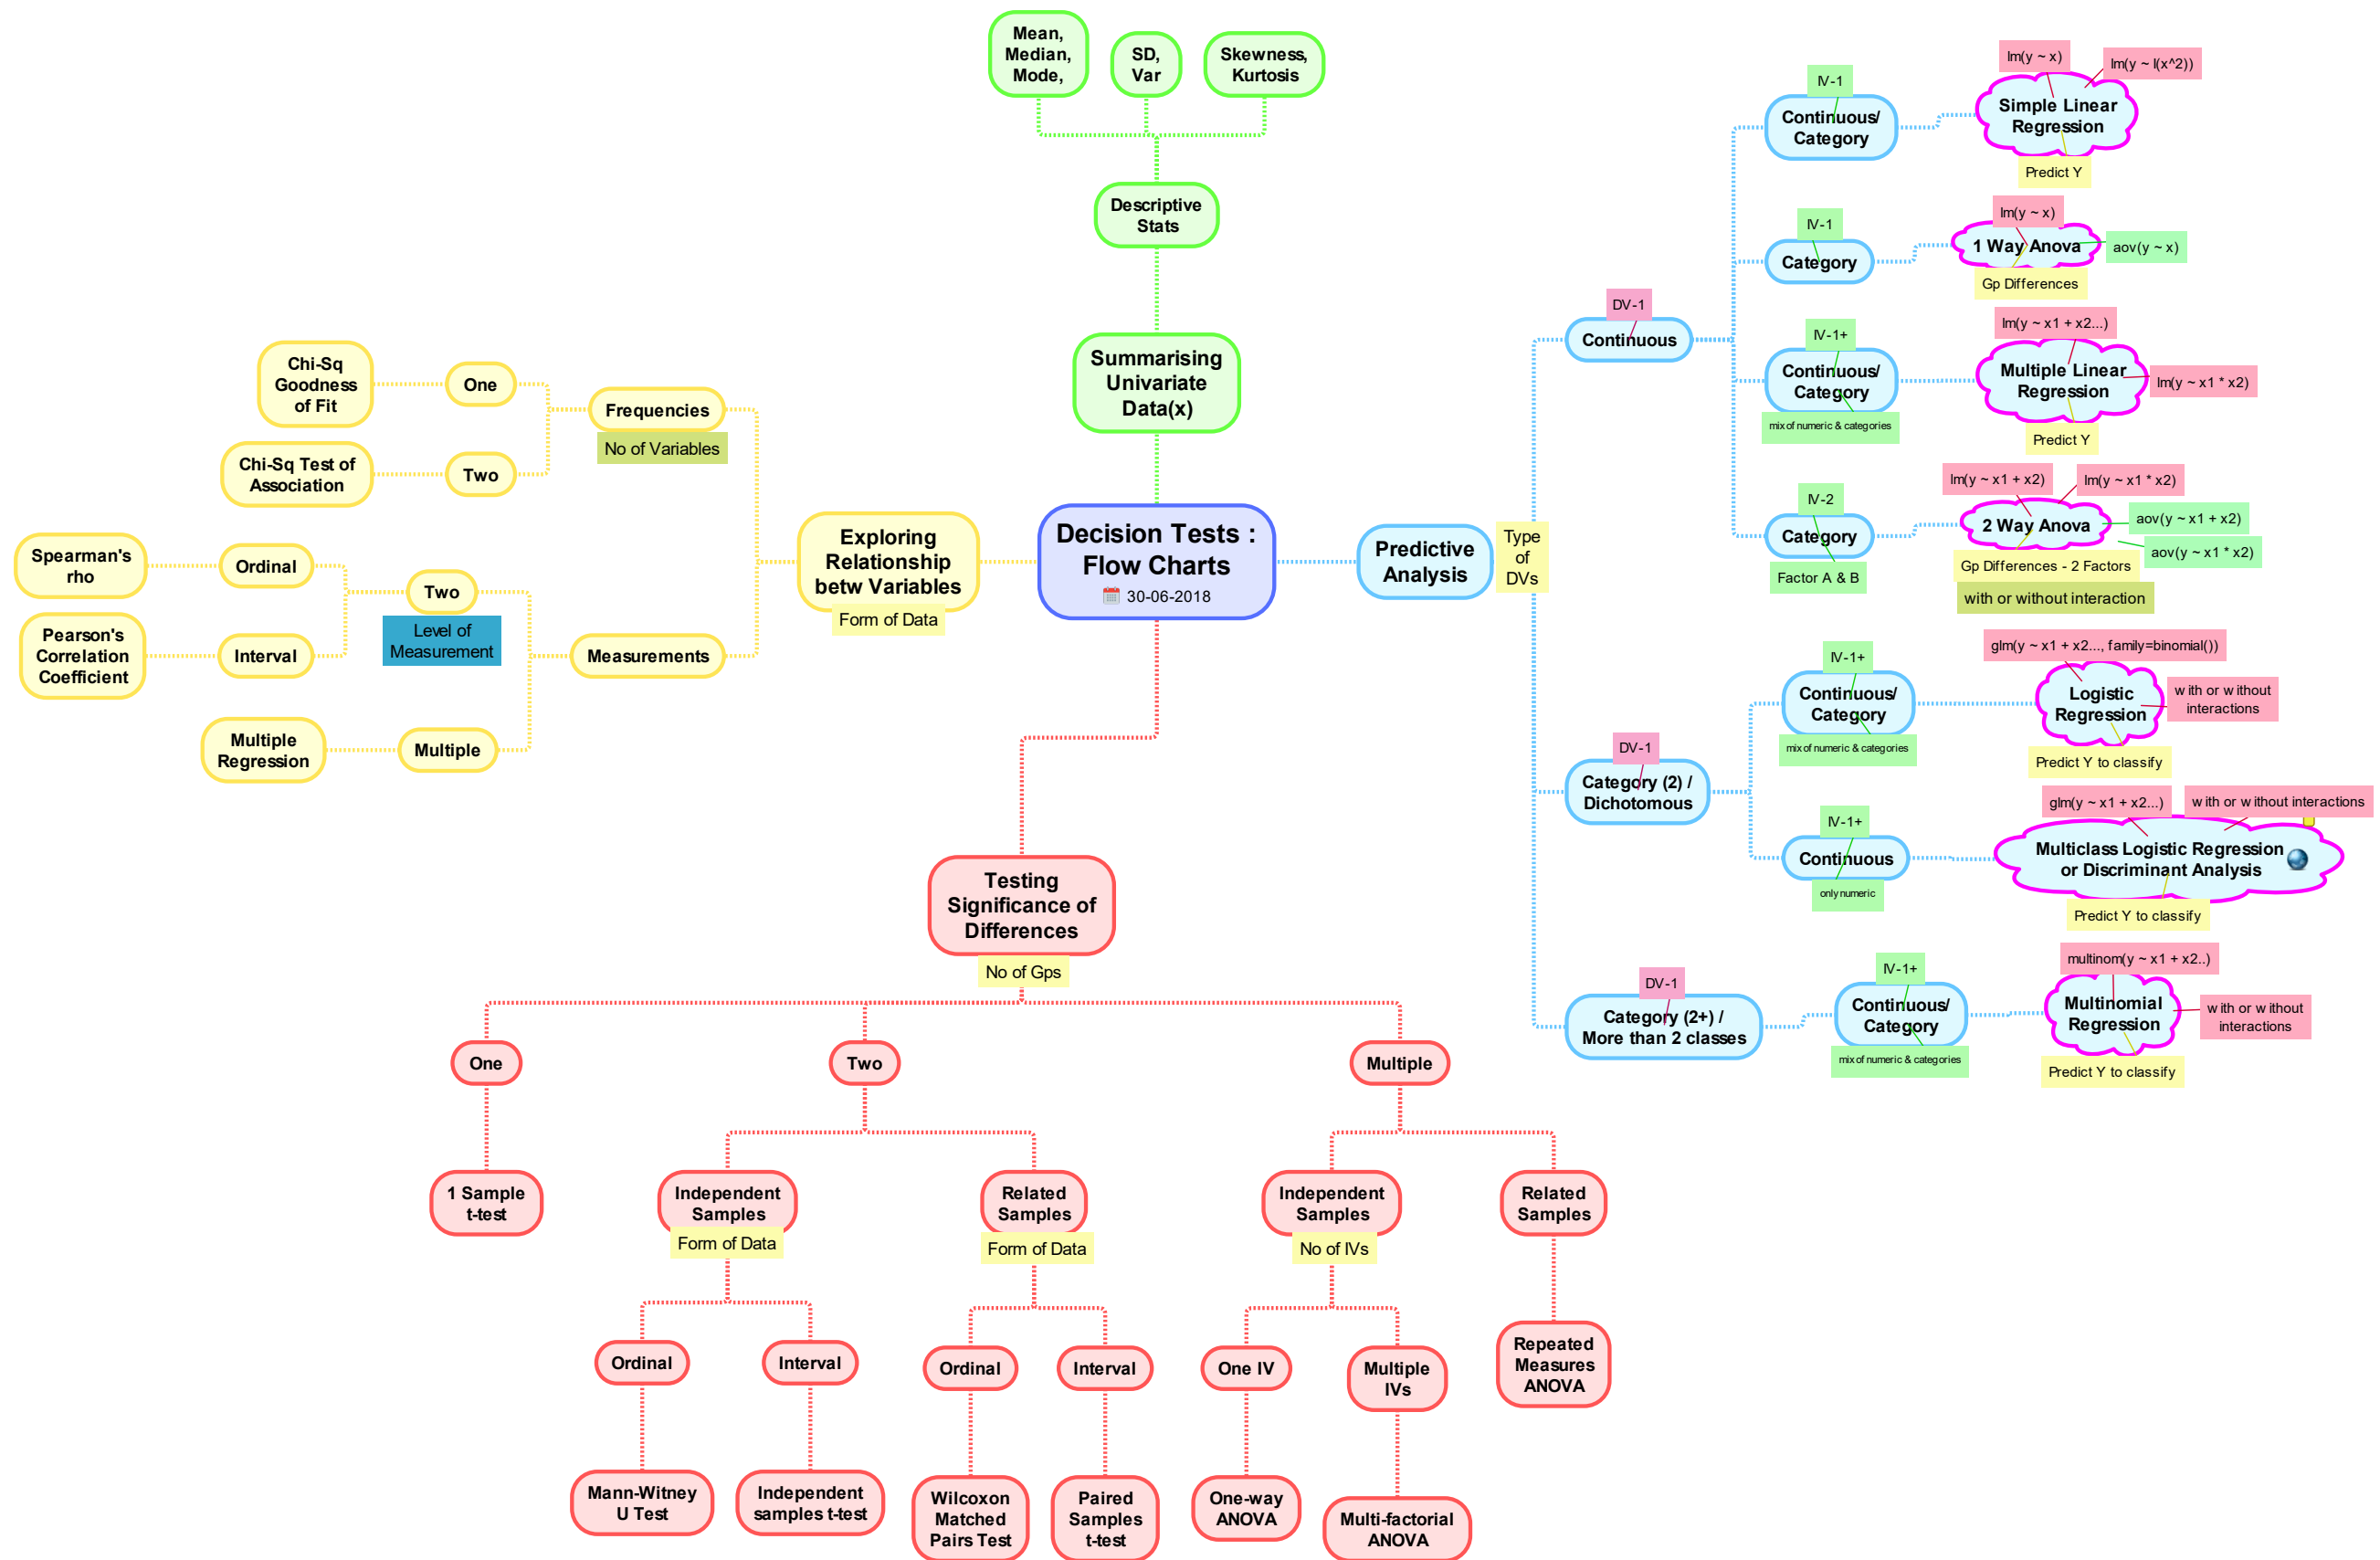 Mean,
Median,
Mode,
SD,
Var
Skewness,
Kurtosis
Descriptive
Stats
Summarising
Univariate
Data(x)
Decision Tests :
Flow Charts
30-06-2018
Exploring
Relationship
betw Variables
Form of Data
Frequencies
No of Variables
One
Chi-Sq
Goodness
of Fit
Two
Chi-Sq Test of
Association
Measurements
Two
Level of
Measurement
Ordinal
Spearman's
rho
Interval
Pearson's
Correlation
Coefficient
Multiple
Multiple
Regression
Predictive
Analysis
Type
of
DVs
DV-1
Continuous
IV-1
Continuous/
Category
lm(y ~ x)
lm(y ~ I(x^2))
Simple Linear
Regression
Predict Y
IV-1
Category
lm(y ~ x)
1 Way Anova
aov(y ~ x)
Gp Differences
IV-1+
Continuous/
Category
mix of numeric & categories
lm(y ~ x1 + x2...)
Multiple Linear
Regression
lm(y ~ x1 * x2)
Predict Y
IV-2
Category
Factor A & B
lm(y ~ x1 + x2)
lm(y ~ x1 * x2)
2 Way Anova
aov(y ~ x1 + x2)
aov(y ~ x1 * x2)
Gp Differences - 2 Factors
with or without interaction
DV-1
Category (2) /
Dichotomous
IV-1+
Continuous/
Category
mix of numeric & categories
glm(y ~ x1 + x2..., family=binomial())
Logistic
Regression
with or without
interactions
Predict Y to classify
IV-1+
Continuous
only numeric
glm(y ~ x1 + x2...)
with or without interactions
Multiclass Logistic Regression
or Discriminant Analysis
Predict Y to classify
DV-1
Category (2+) /
More than 2 classes
IV-1+
Continuous/
Category
mix of numeric & categories
multinom(y ~ x1 + x2..)
Multinomial
Regression
with or without
interactions
Predict Y to classify
Testing
Significance of
Differences
No of Gps
One
1 Sample
t-test
Two
Independent
Samples
Form of Data
Ordinal
Mann-Witney
U Test
Interval
Independent
samples t-test
Related
Samples
Form of Data
Ordinal
Wilcoxon
Matched
Pairs Test
Interval
Paired
Samples
t-test
Multiple
Independent
Samples
No of IVs
One IV
One-way
ANOVA
Multiple
IVs
Multi-factorial
ANOVA
Related
Samples
Repeated
Measures
ANOVA